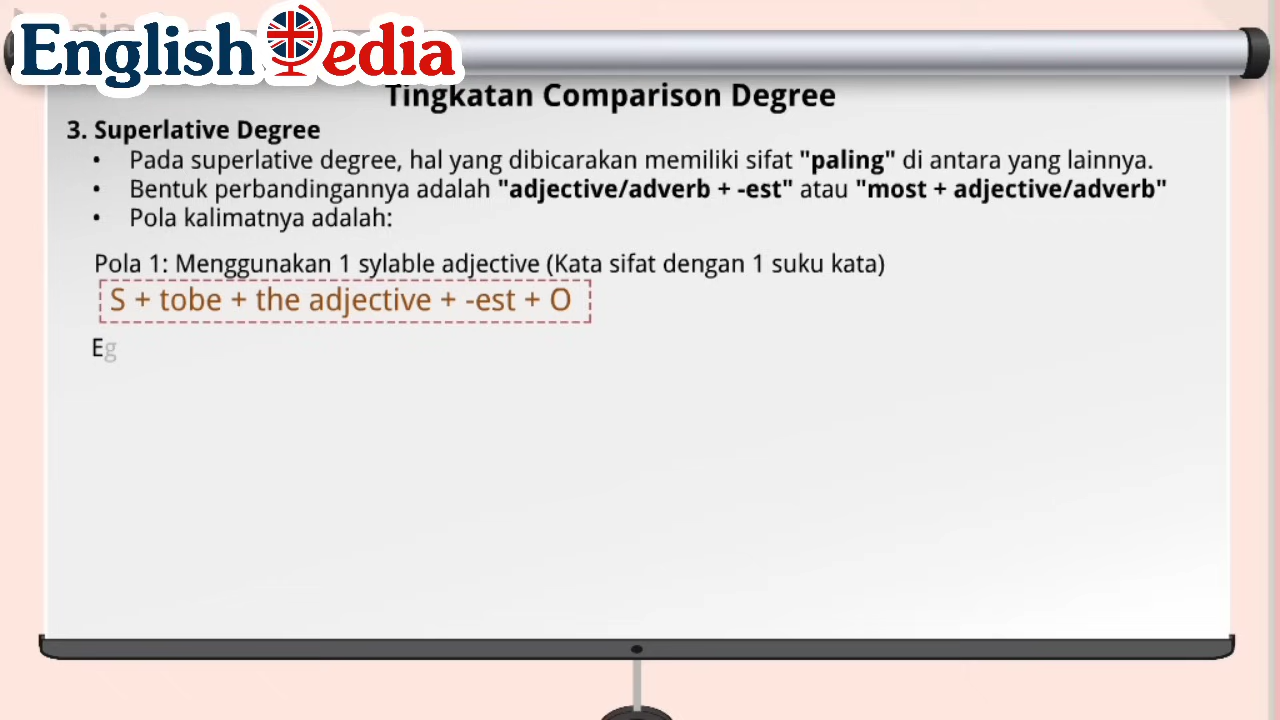 English Pedia
Tingkatan Comparison Degree
3. Superlative Degree
• Pada superlative degree, hal yang dibicarakan memiliki sifat "paling" di antara yang lainnya.
• Bentuk perbandingannya adalah "adjective/adverb + -est" atau "most + adjective/adverb"
• Pola kalimatnya adalah:
Pola 1: Menggunakan 1 sylable adjective (Kata sifat dengan 1 suku kata)
S + tobe + the adjective + -est + O
Eg